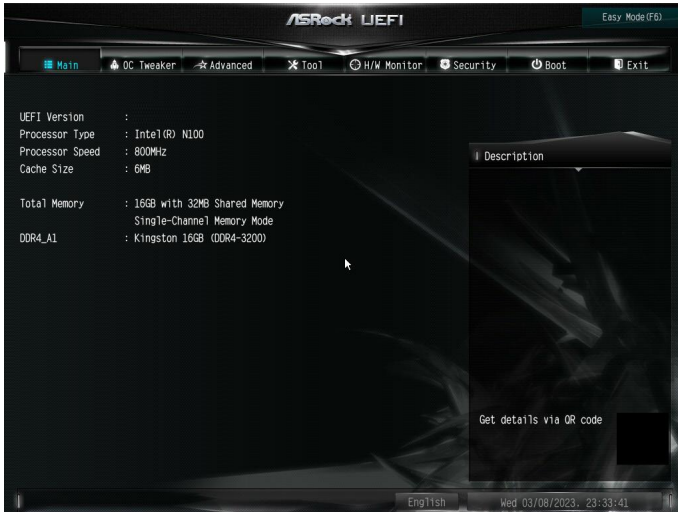 ASRock UEFI
Easy Mode(F6)
Main
OC Tweaker
Advanced
Tool
H/W Monitor
Security
Boot
Exit
UEFI Version :
Processor Type : Intel(R) N100
Processor Speed : 800MHz
Cache Size : 6MB
Total Memory : 16GB with 32MB Shared Memory
Single-Channel Memory Mode
DDR4_A1 : Kingston 16GB (DDR4-3200)
Description
Get details via QR code
English
Wed 03/08/2023. 23:33:41